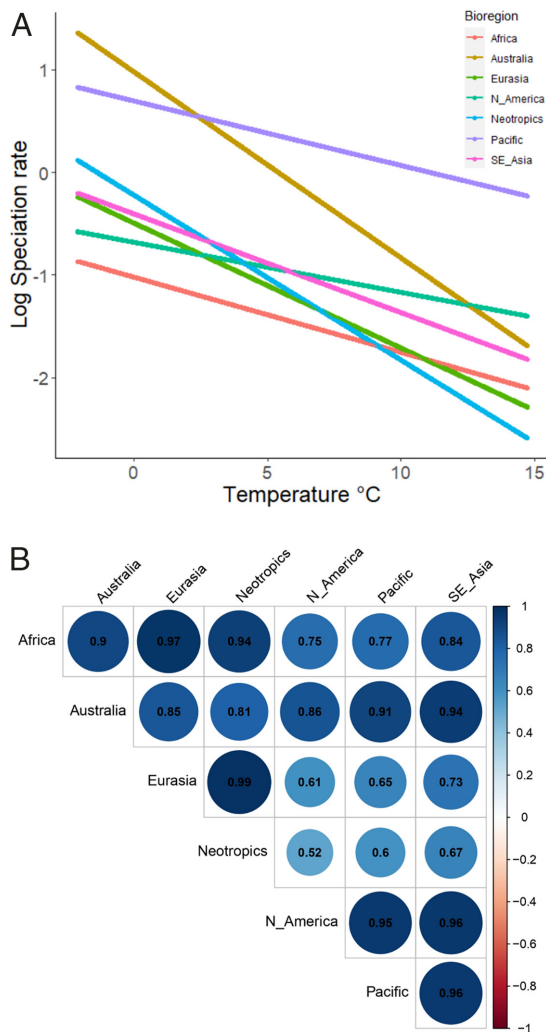 A
Bioregion
Africa
Australia
Eurasia
N_America
Neotropics
Pacific
SE_Asia
Log Speciation rate
1
0
-1
-2
0 5 10 15
Temperature °C
B
Australia Eurasia Neotropics N_America Pacific SE_Asia
Africa 0.9 0.97 0.94 0.75 0.77 0.84
Australia 0.85 0.81 0.86 0.91 0.94
Eurasia 0.99 0.61 0.65 0.73
Neotropics 0.52 0.6 0.67
N_America 0.95 0.96
Pacific 0.96
1
0.8
0.6
0.4
0.2
0
−0.2
−0.4
−0.6
−0.8
−1